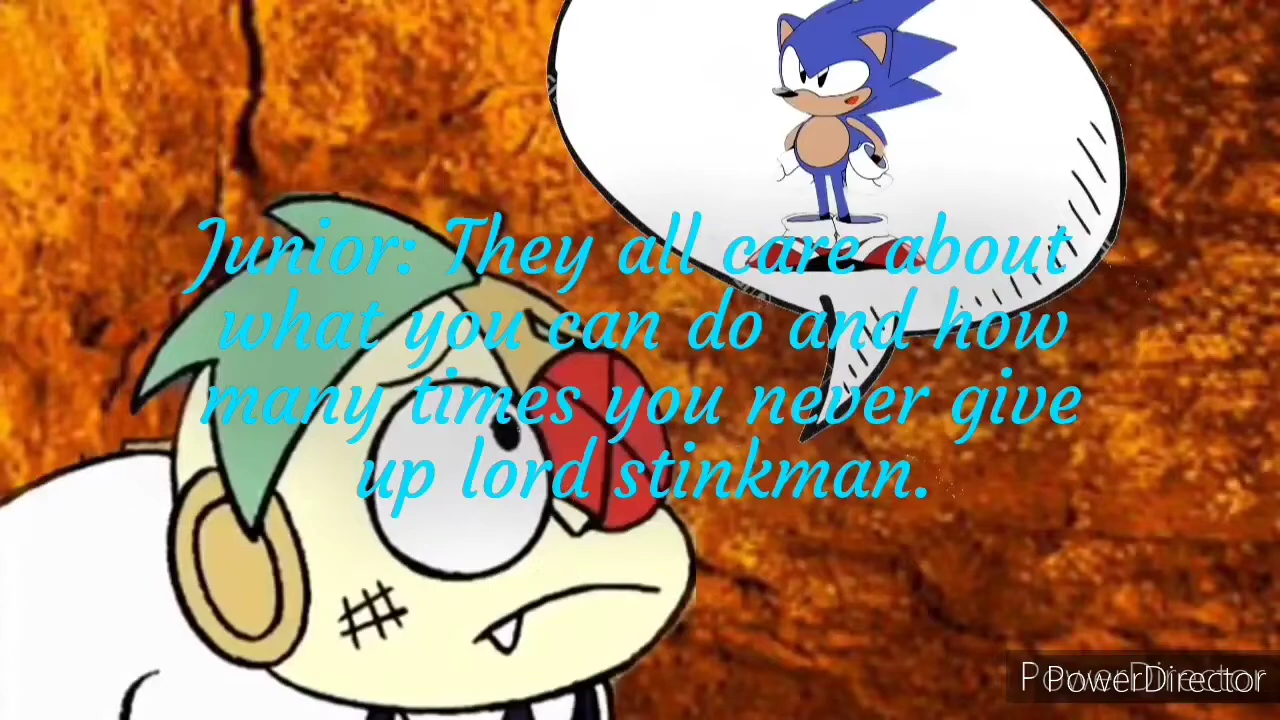 Junior: They all care about
what you can do and how
many times you never give
up lord stinkman.
PowerDirector